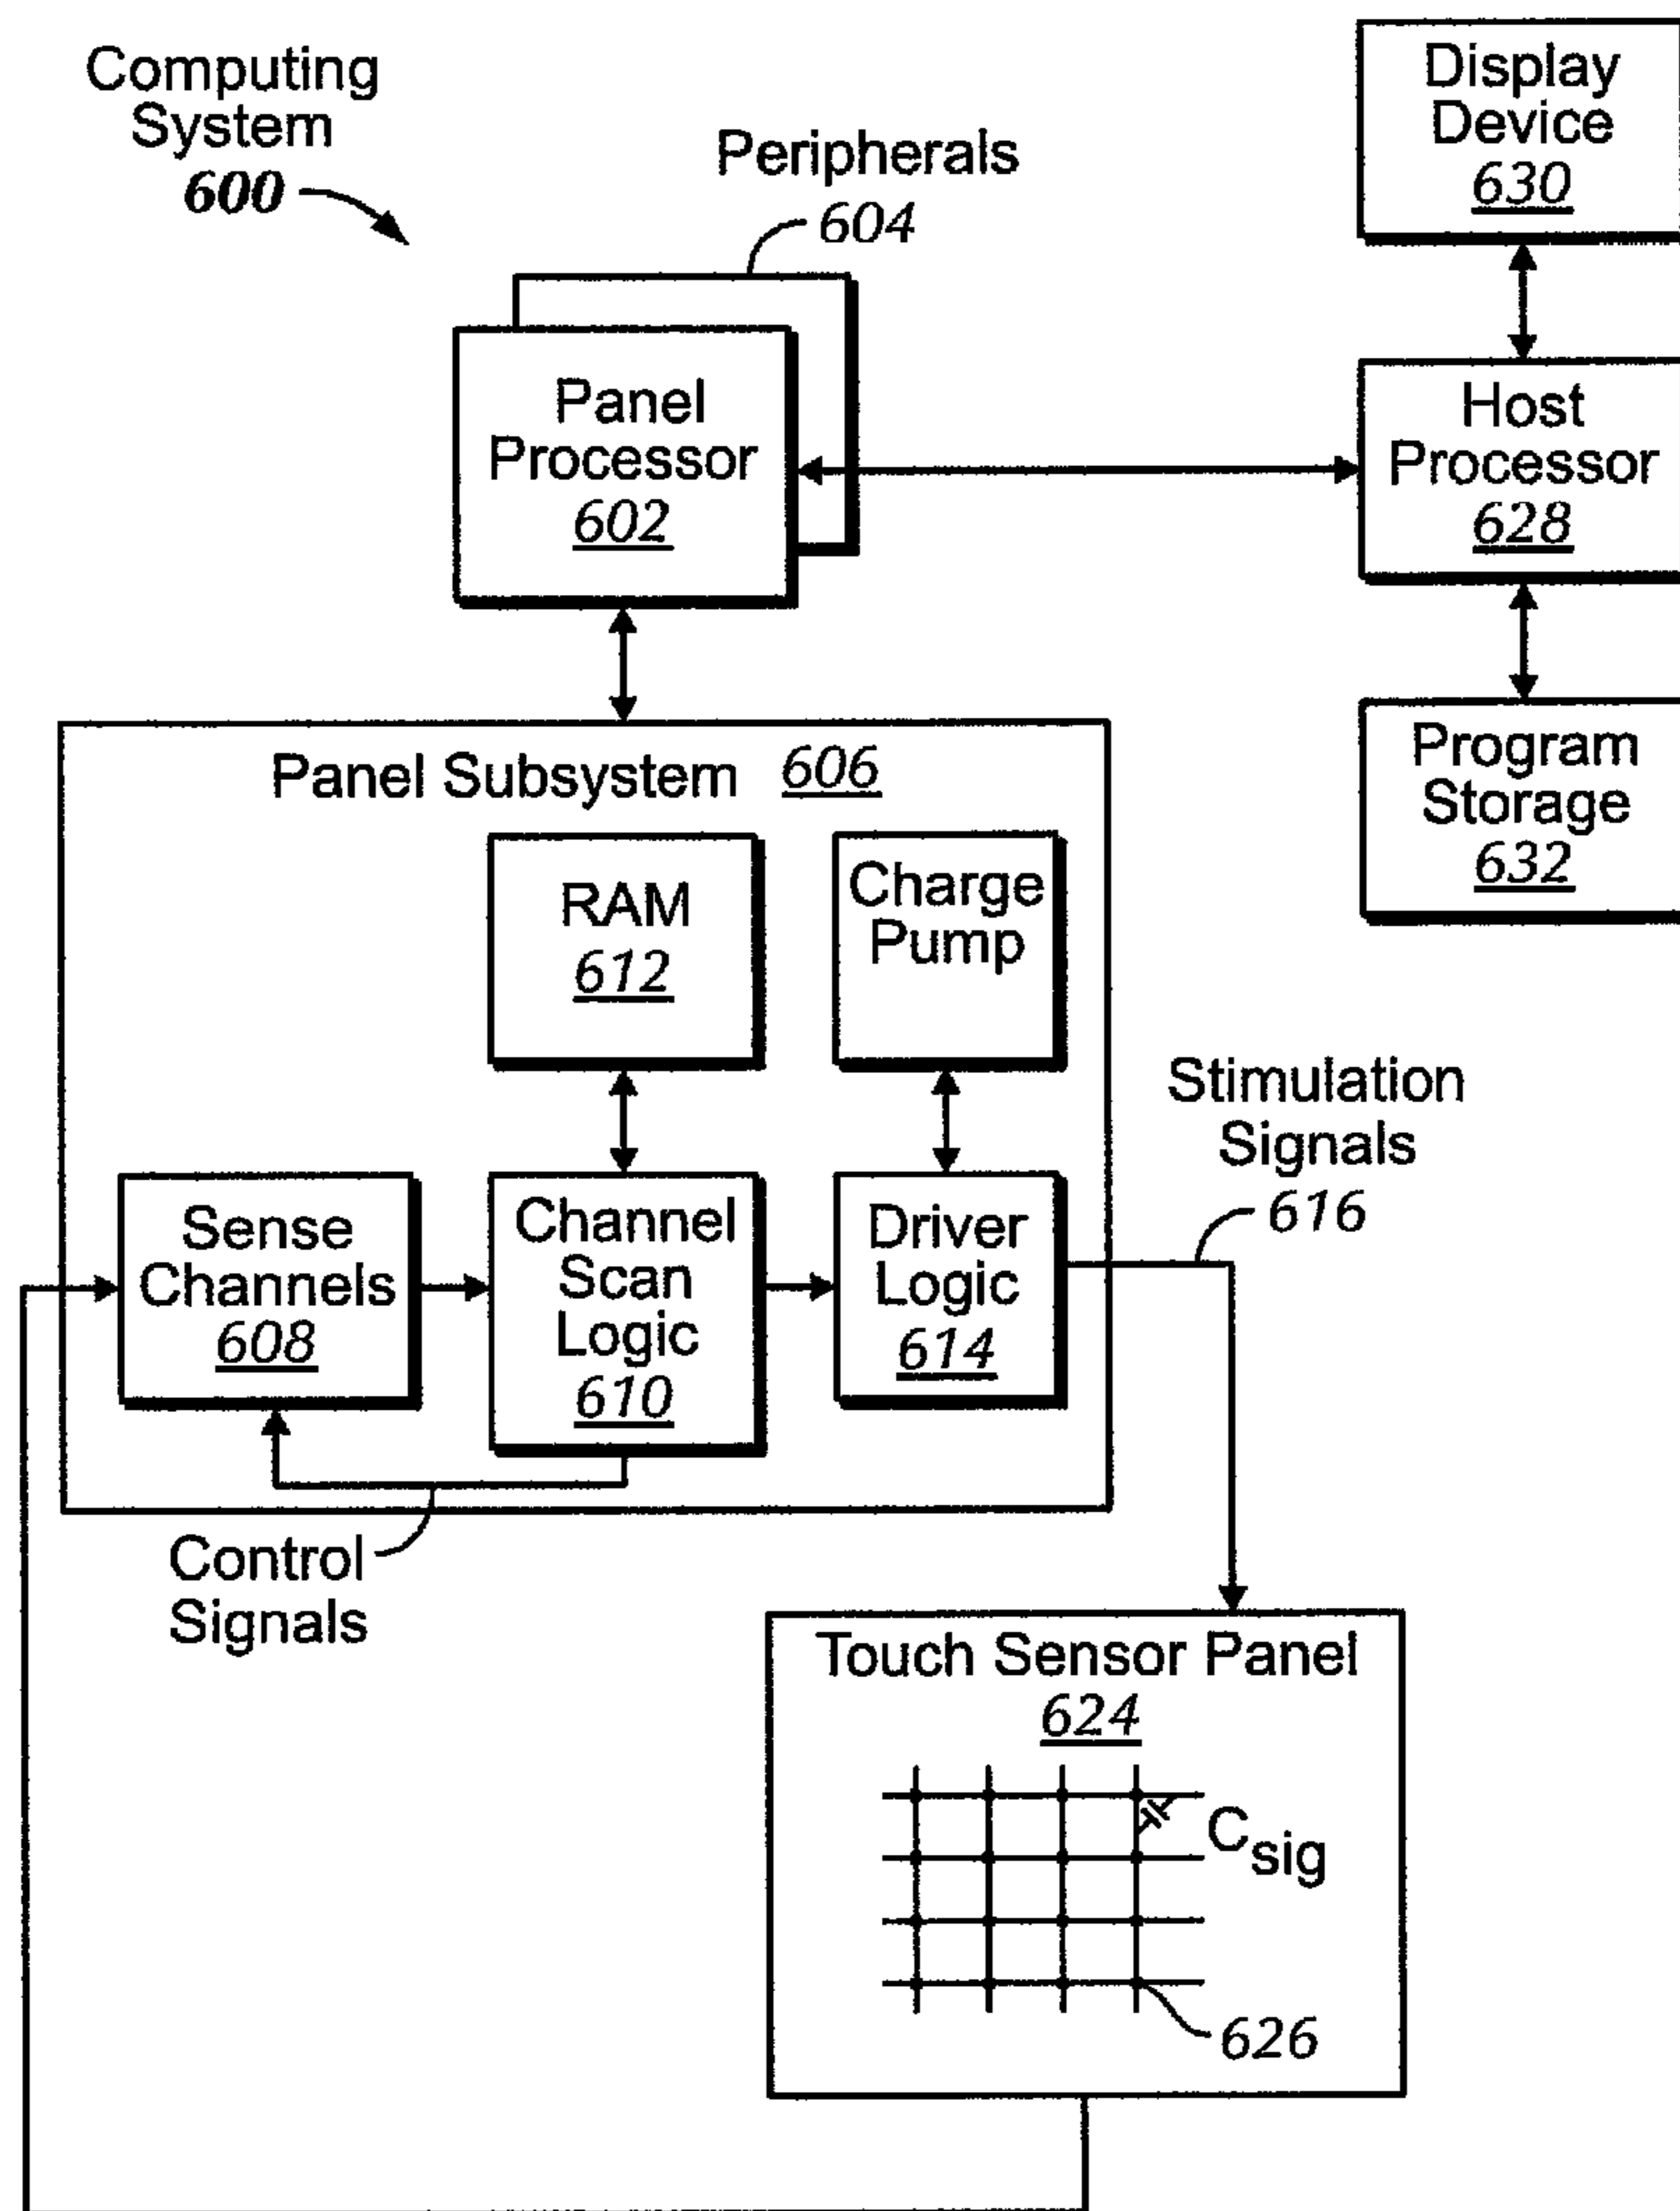 Computing
System
600
Peripherals
604
Display
Device
630
Panel
Processor
602
Host
Processor
628
Program
Storage
632
Panel Subsystem 606
RAM
612
Charge
Pump
Sense
Channels
608
Channel
Scan
Logic
610
Driver
Logic
614
Stimulation
Signals
616
Control
Signals
Touch Sensor Panel
624
Csig
626